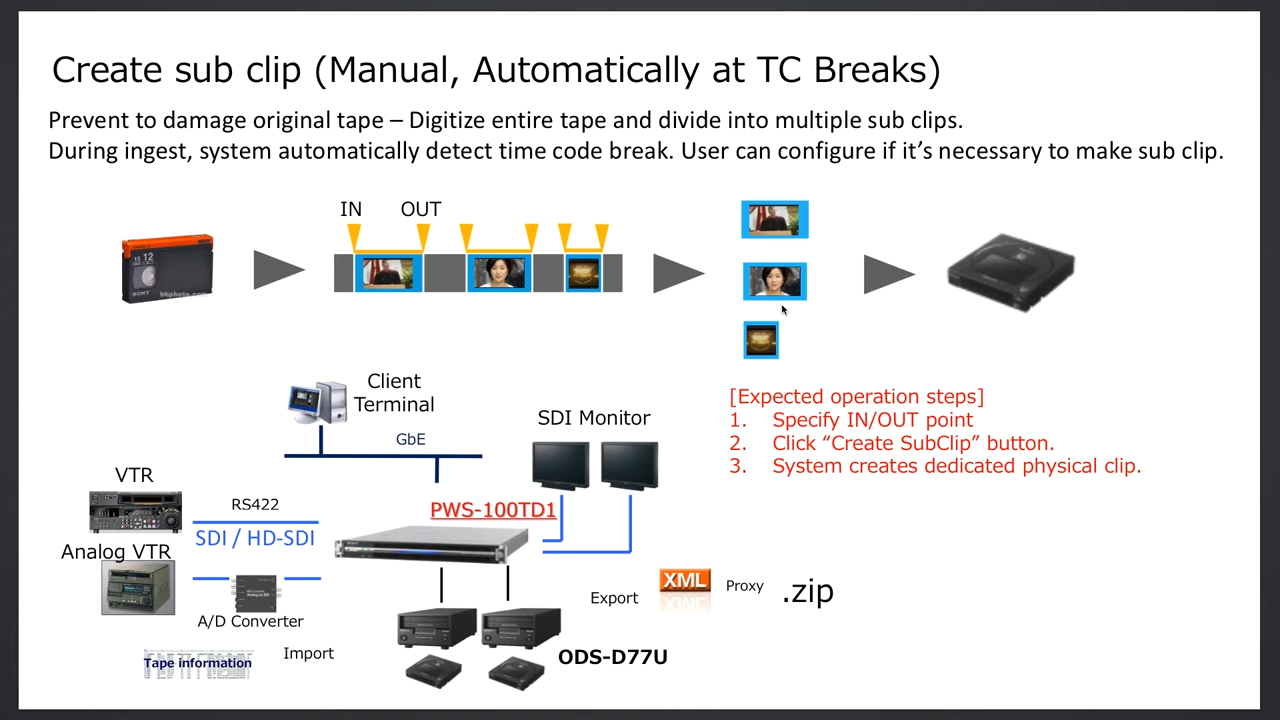 Create sub clip (Manual, Automatically at TC Breaks)
Prevent to damage original tape – Digitize entire tape and divide into multiple sub clips.
During ingest, system automatically detect time code break. User can configure if it’s necessary to make sub clip.
IN OUT
12
SONY
bhphoto.com
Client
Terminal
GbE
SDI Monitor
[Expected operation steps]
1. Specify IN/OUT point
2. Click “Create SubClip” button.
3. System creates dedicated physical clip.
VTR
RS422
SDI / HD-SDI
PWS-100TD1
Analog VTR
A/D Converter
Export
XML
Proxy
.zip
Tape information
Import
ODS-D77U